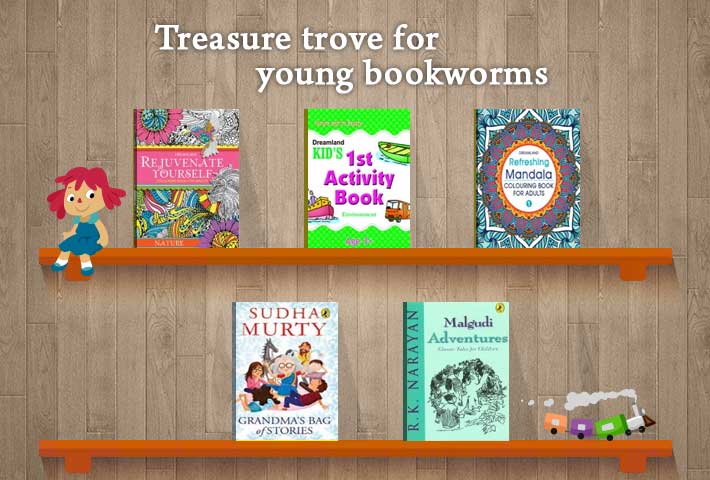 Treasure trove for
young bookworms
REJUVENATE
YOURSELF
NATURE
Dreamland
KID'S
1st
Activity
Book
Environment
DREAMLAND
Refreshing
Mandala
COLOURING BOOK
FOR ADULTS
1
SUDHA
MURTY
GRANDMA'S BAG
of STORIES
R.K. NARAYAN
Malgudi
Adventures
Classic Tales for Children